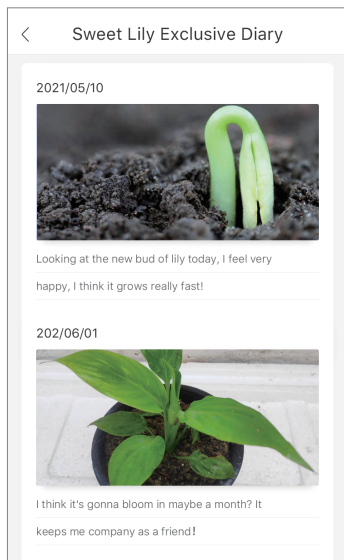 Sweet Lily Exclusive Diary
2021/05/10
Looking at the new bud of lily today, I feel very
happy, I think it grows really fast!
202/06/01
I think it's gonna bloom in maybe a month? It
keeps me company as a friend!